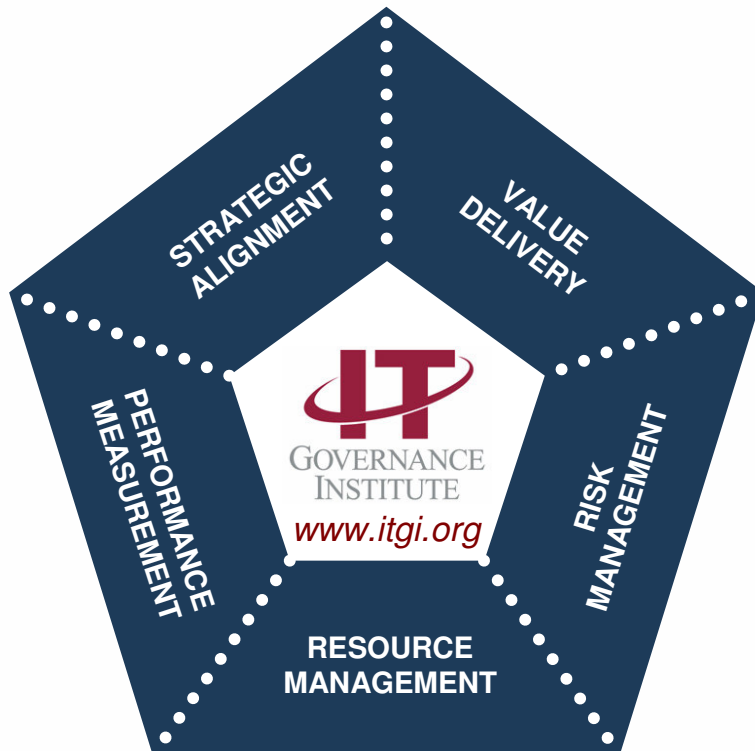 STRATEGIC
ALIGNMENT
VALUE
DELIVERY
PERFORMANCE
MEASUREMENT
IT
GOVERNANCE
INSTITUTE
www.itgi.org
RISK
MANAGEMENT
RESOURCE
MANAGEMENT